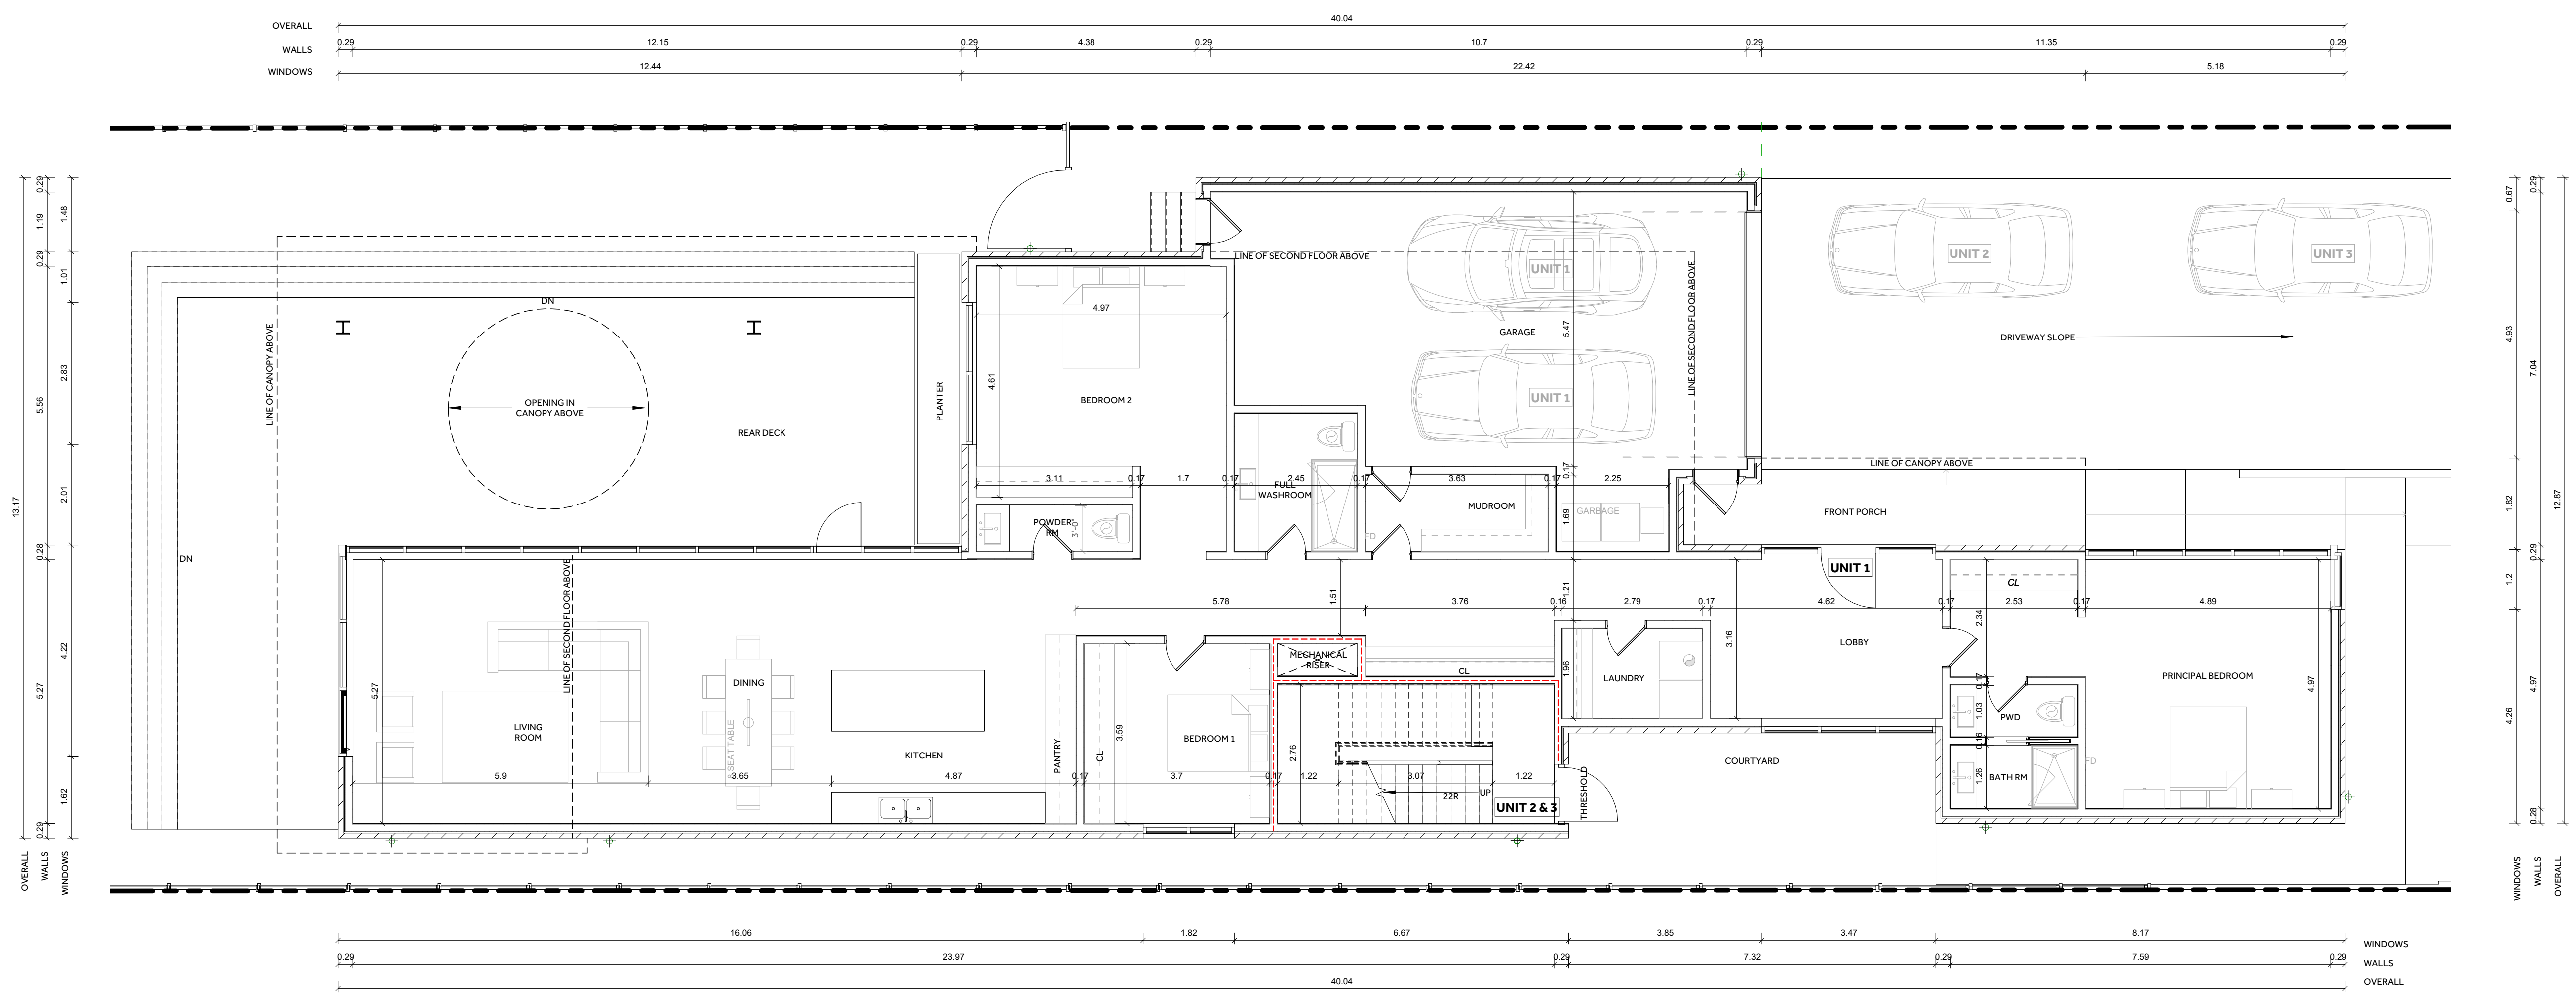 OVERALL
40.04
WALLS
0.29
12.15
0.29
4.38
0.29
10.7
0.29
11.35
0.29
WINDOWS
12.44
22.42
5.18
13.17
0.29
1.19
0.29
5.56
0.28
5.27
0.29
1.48
1.01
2.83
2.01
4.22
1.62
OVERALL
WALLS
WINDOWS
LINE OF CANOPY ABOVE
DN
OPENING IN
CANOPY ABOVE
REAR DECK
PLANTER
DN
4.97
4.61
BEDROOM 2
3.11
0.17
1.7
0.17
2.45
0.17
3.63
0.17
2.25
POWDER
RM
3'-0"
FULL
WASHROOM
FD
MUDROOM
GARBAGE
1.69
0.17
LINE OF SECOND FLOOR ABOVE
LINE OF SECOND FLOOR ABOVE
GARAGE
5.47
UNIT 1
UNIT 1
UNIT 2
UNIT 3
DRIVEWAY SLOPE
LINE OF CANOPY ABOVE
FRONT PORCH
UNIT 1
LINE OF SECOND FLOOR ABOVE
5.27
LIVING
ROOM
DINING
SEAT TABLE
KITCHEN
5.9
3.65
4.87
0.17
3.7
0.17
1.22
3.07
1.22
PANTRY
CL
3.59
BEDROOM 1
5.78
1.51
3.76
0.16
1.21
2.79
0.17
4.62
0.17
2.53
0.17
4.89
MECHANICAL
RISER
CL
2.76
22R
UP
UNIT 2 & 3
THRESHOLD
1.96
LAUNDRY
3.16
LOBBY
COURTYARD
CL
2.34
0.17
1.03
PWD
0.16
1.26
BATH RM
FD
PRINCIPAL BEDROOM
4.97
0.67
4.93
1.82
1.2
4.26
0.29
7.04
0.29
4.97
0.28
12.87
WINDOWS
WALLS
OVERALL
16.06
1.82
6.67
3.85
3.47
8.17
WINDOWS
0.29
23.97
0.29
7.32
0.29
7.59
0.29
WALLS
40.04
OVERALL